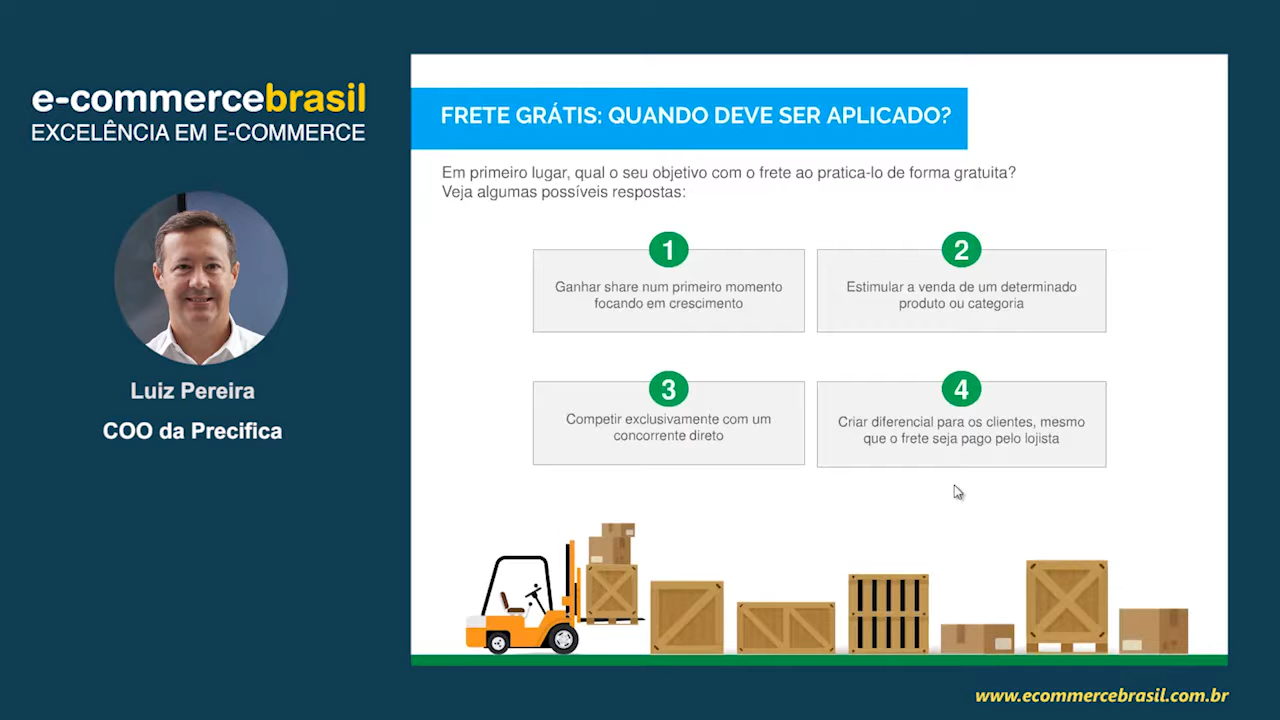 e-commercebrasil
EXCELÊNCIA EM E-COMMERCE
Luiz Pereira
COO da Precifica
FRETE GRÁTIS: QUANDO DEVE SER APLICADO?
Em primeiro lugar, qual o seu objetivo com o frete ao pratica-lo de forma gratuita?
Veja algumas possíveis respostas:
1
Ganhar share num primeiro momento
focando em crescimento
2
Estimular a venda de um determinado
produto ou categoria
3
Competir exclusivamente com um
concorrente direto
4
Criar diferencial para os clientes, mesmo
que o frete seja pago pelo lojista
www.ecommercebrasil.com.br